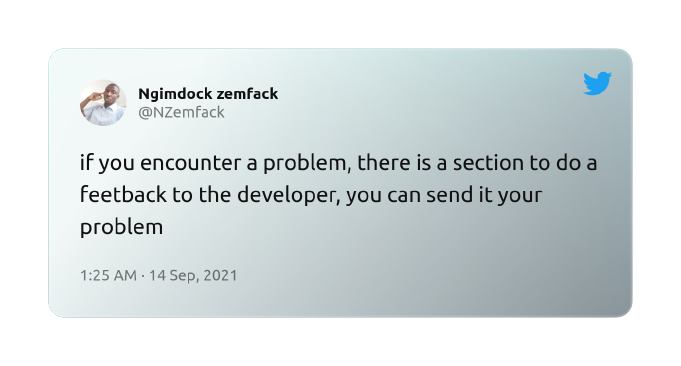 Ngimdock zemfack
@NZemfack
if you encounter a problem, there is a section to do a
feetback to the developer, you can send it your
problem
1:25 AM · 14 Sep, 2021